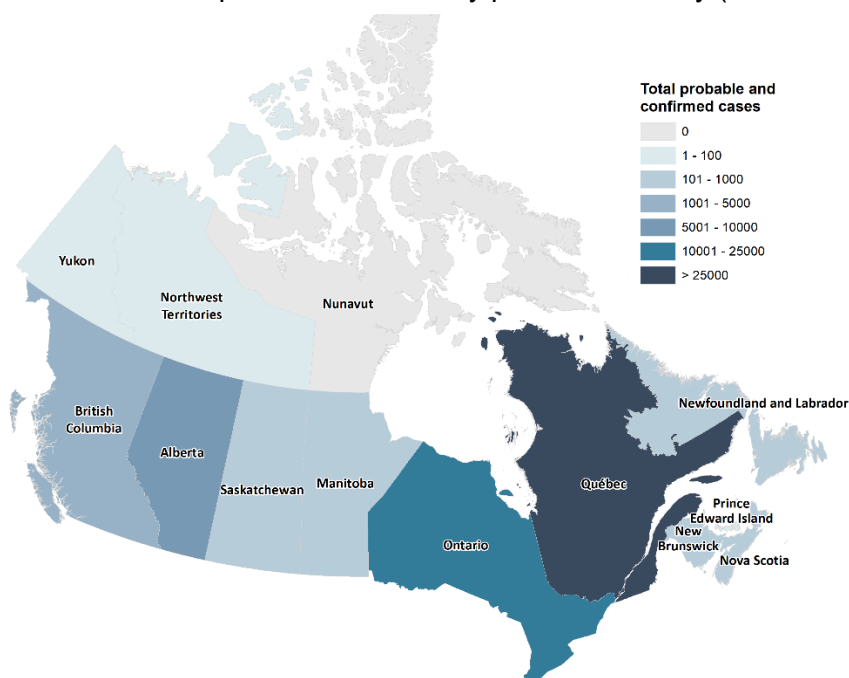 Total probable and
confirmed cases
0
1 - 100
101 - 1000
1001 - 5000
5001 - 10000
10001 - 25000
> 25000
Yukon
Northwest
Territories
Nunavut
British
Columbia
Alberta
Saskatchewan
Manitoba
Ontario
Québec
Newfoundland and Labrador
Prince
Edward Island
New
Brunswick
Nova Scotia